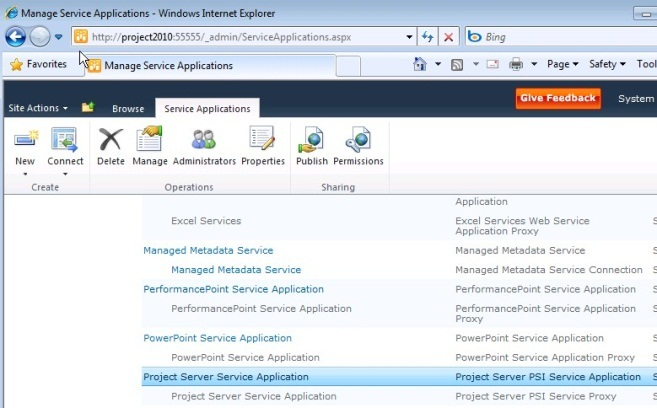 Manage Service Applications - Windows Internet Explorer
http://project2010:55555/_admin/ServiceApplications.aspx
Bing
Favorites
Manage Service Applications
Page
Safety
Tool
Site Actions
Browse
Service Applications
Give Feedback
System
New
Connect
Delete
Manage
Administrators
Properties
Publish
Permissions
Create
Operations
Sharing
Application
Excel Services
Excel Services Web Service
Application Proxy
S
Managed Metadata Service
Managed Metadata Service
S
Managed Metadata Service
Managed Metadata Service Connection
S
PerformancePoint Service Application
PerformancePoint Service Application
S
PerformancePoint Service Application
PerformancePoint Service Application
Proxy
S
PowerPoint Service Application
PowerPoint Service Application
S
PowerPoint Service Application
PowerPoint Service Application Proxy
S
Project Server Service Application
Project Server PSI Service Application
S
Project Server Service Application
Project Server PSI Service Proxy
S